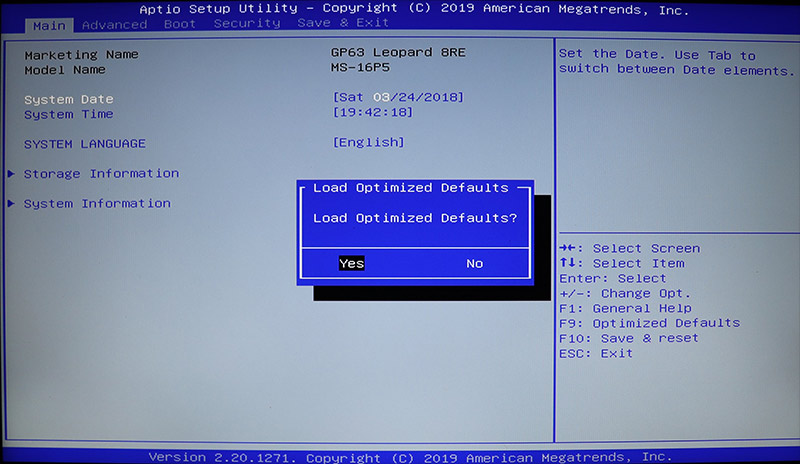 Aptio Setup Utility – Copyright (C) 2019 American Megatrends, Inc.
Main Advanced Boot Security Save & Exit
Marketing Name GP63 Leopard 8RE
Model Name MS-16P5
System Date [Sat 03/24/2018]
System Time [19:42:18]
SYSTEM LANGUAGE [English]
► Storage Information
► System Information
Load Optimized Defaults
Load Optimized Defaults?
Yes No
Set the Date. Use Tab to
switch between Date elements.
→←: Select Screen
↑↓: Select Item
Enter: Select
+/–: Change Opt.
F1: General Help
F9: Optimized Defaults
F10: Save & reset
ESC: Exit
Version 2.20.1271. Copyright (C) 2019 American Megatrends, Inc.